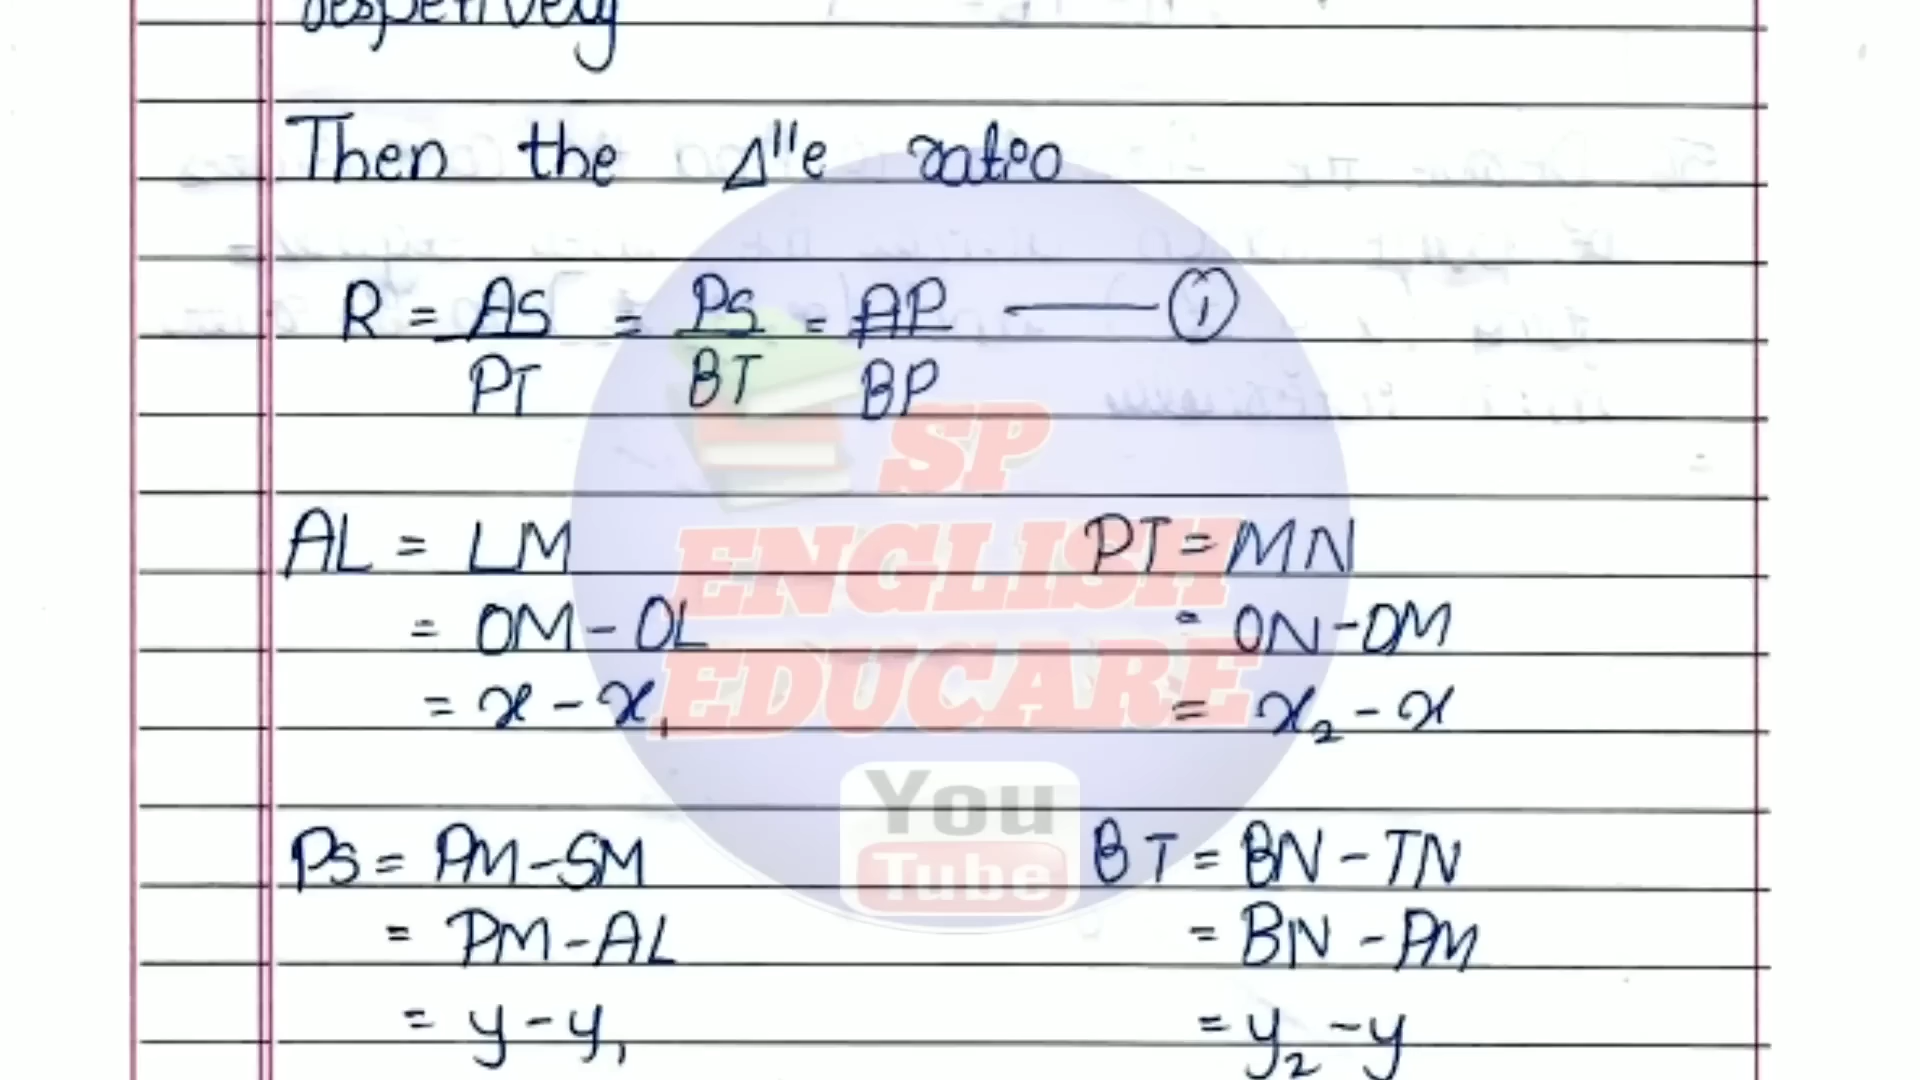 respetively
Then the Δ"e ratio
R = AS/PT = PS/BT = AP/BP —— ①
AL = LM PT = MN
= OM - OL = ON - OM
= x - x₁ = x₂ - x
PS = PM - SM BT = BN - TN
= PM - AL = BN - PM
= y - y₁ = y₂ - y
SP
ENGLISH
EDUCARE
You
Tube